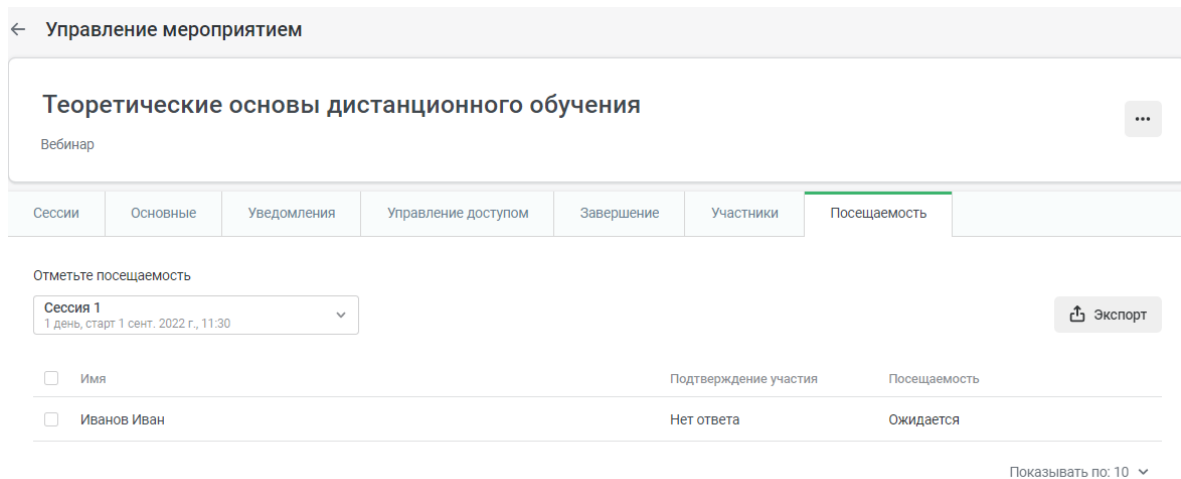 Управление мероприятием
Теоретические основы дистанционного обучения
Вебинар
Сессии Основные Уведомления Управление доступом Завершение Участники Посещаемость
Отметьте посещаемость
Сессия 1
1 день, старт 1 сент. 2022 г., 11:30
Экспорт
Имя Подтверждение участия Посещаемость
Иванов Иван Нет ответа Ожидается
Показывать по: 10